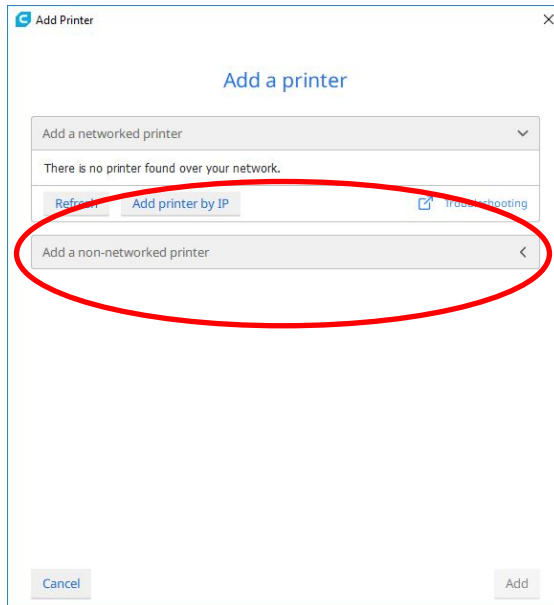 Add Printer
Add a printer
Add a networked printer
There is no printer found over your network.
Refresh Add printer by IP Troubleshooting
Add a non-networked printer
Cancel Add